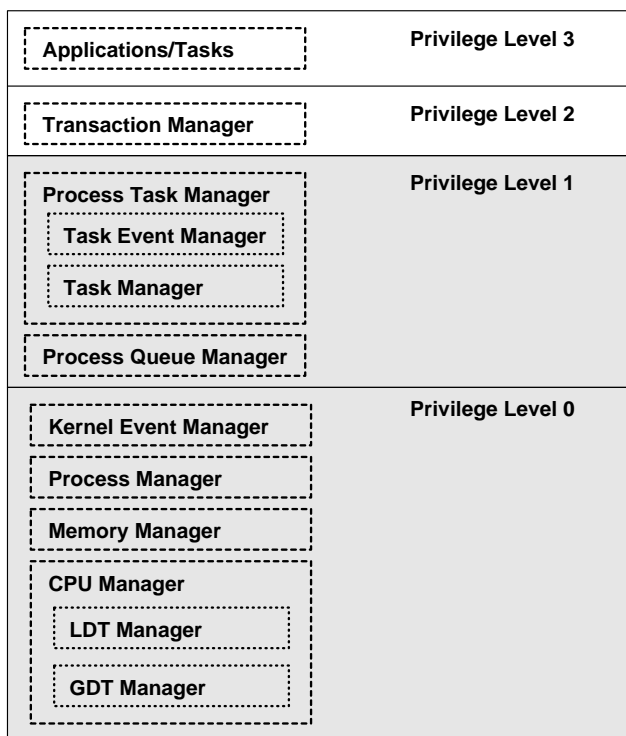 Applications/Tasks
Privilege Level 3
Transaction Manager
Privilege Level 2
Process Task Manager
Privilege Level 1
Task Event Manager
Task Manager
Process Queue Manager
Privilege Level 0
Kernel Event Manager
Process Manager
Memory Manager
CPU Manager
LDT Manager
GDT Manager